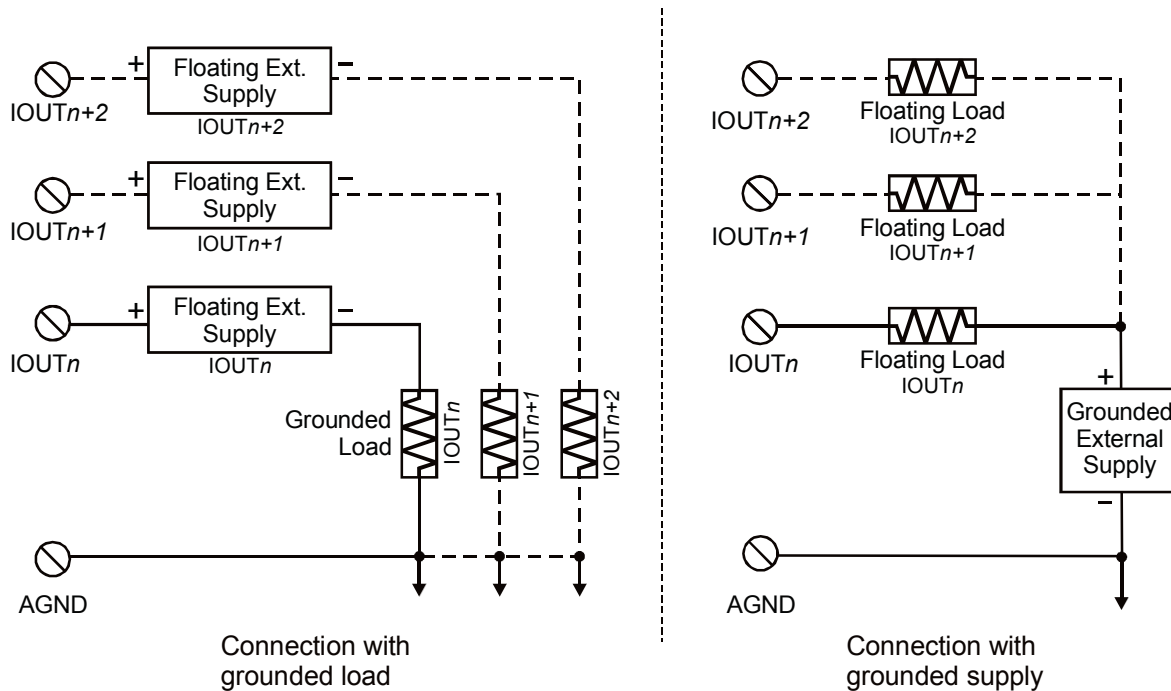 +
Floating Ext.
Supply
−
IOUTn+2
IOUTn+2
+
Floating Ext.
Supply
−
IOUTn+1
IOUTn+1
+
Floating Ext.
Supply
−
IOUTn
IOUTn
Grounded
Load
IOUTn
IOUTn+1
IOUTn+2
AGND
Connection with
grounded load
IOUTn+2
Floating Load
IOUTn+2
IOUTn+1
Floating Load
IOUTn+1
IOUTn
Floating Load
IOUTn
+
Grounded
External
Supply
−
AGND
Connection with
grounded supply